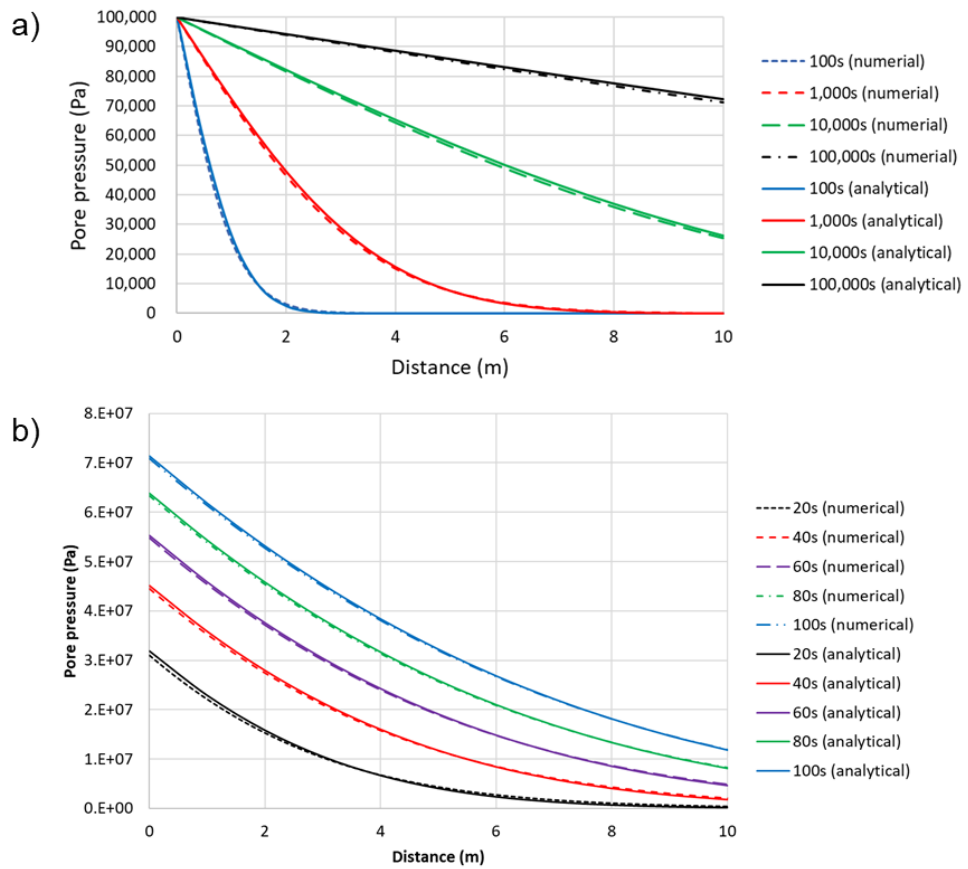 a)
100,000
90,000
80,000
70,000
60,000
50,000
40,000
30,000
20,000
10,000
0
Pore pressure (Pa)
0 2 4 6 8 10
Distance (m)
100s (numerial)
1,000s (numerial)
10,000s (numerial)
100,000s (numerial)
100s (analytical)
1,000s (analytical)
10,000s (analytical)
100,000s (analytical)
b)
8.E+07
7.E+07
6.E+07
5.E+07
4.E+07
3.E+07
2.E+07
1.E+07
0.E+00
Pore pressure (Pa)
0 2 4 6 8 10
Distance (m)
20s (numerical)
40s (numerical)
60s (numerical)
80s (numerical)
100s (numerical)
20s (analytical)
40s (analytical)
60s (analytical)
80s (analytical)
100s (analytical)